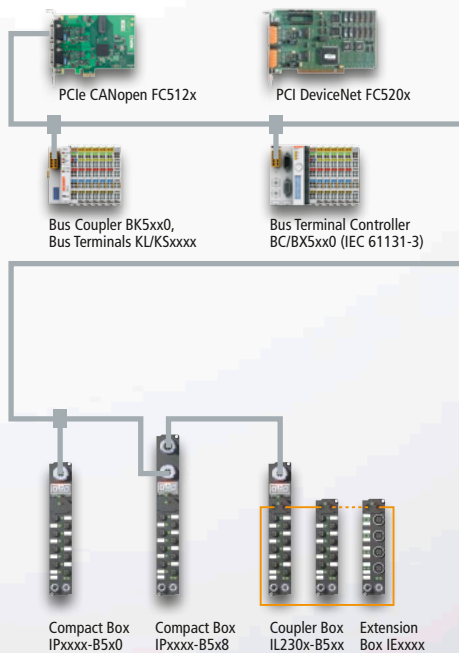 PCIe CANopen FC512x
PCI DeviceNet FC520x
Bus Coupler BK5xx0,
Bus Terminals KL/KSxxxx
Bus Terminal Controller
BC/BX5xx0 (IEC 61131-3)
Compact Box
IPxxxx-B5x0
Compact Box
IPxxxx-B5x8
Coupler Box
IL230x-B5xx
Extension
Box IExxxx